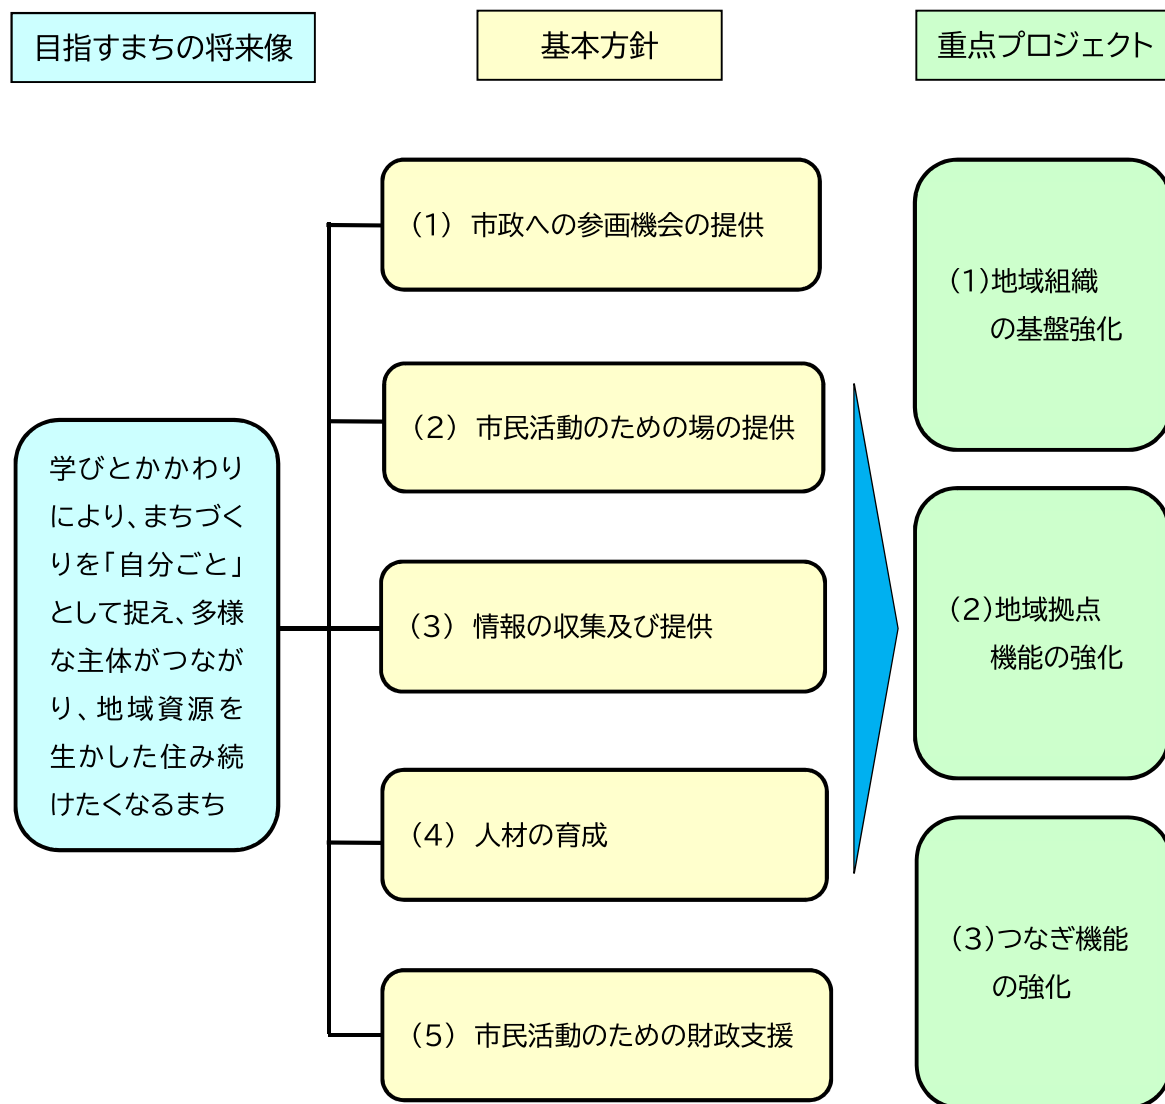 目指すまちの将来像
基本方針
重点プロジェクト
学びとかかわり
により、まちづく
りを「自分ごと」
として捉え、多様
な主体がつなが
り、地域資源を
生かした住み続
けたくなるまち
（1） 市政への参画機会の提供
（2） 市民活動のための場の提供
（3） 情報の収集及び提供
（4） 人材の育成
（5） 市民活動のための財政支援
（1）地域組織
の基盤強化
（2）地域拠点
機能の強化
（3）つなぎ機能
の強化